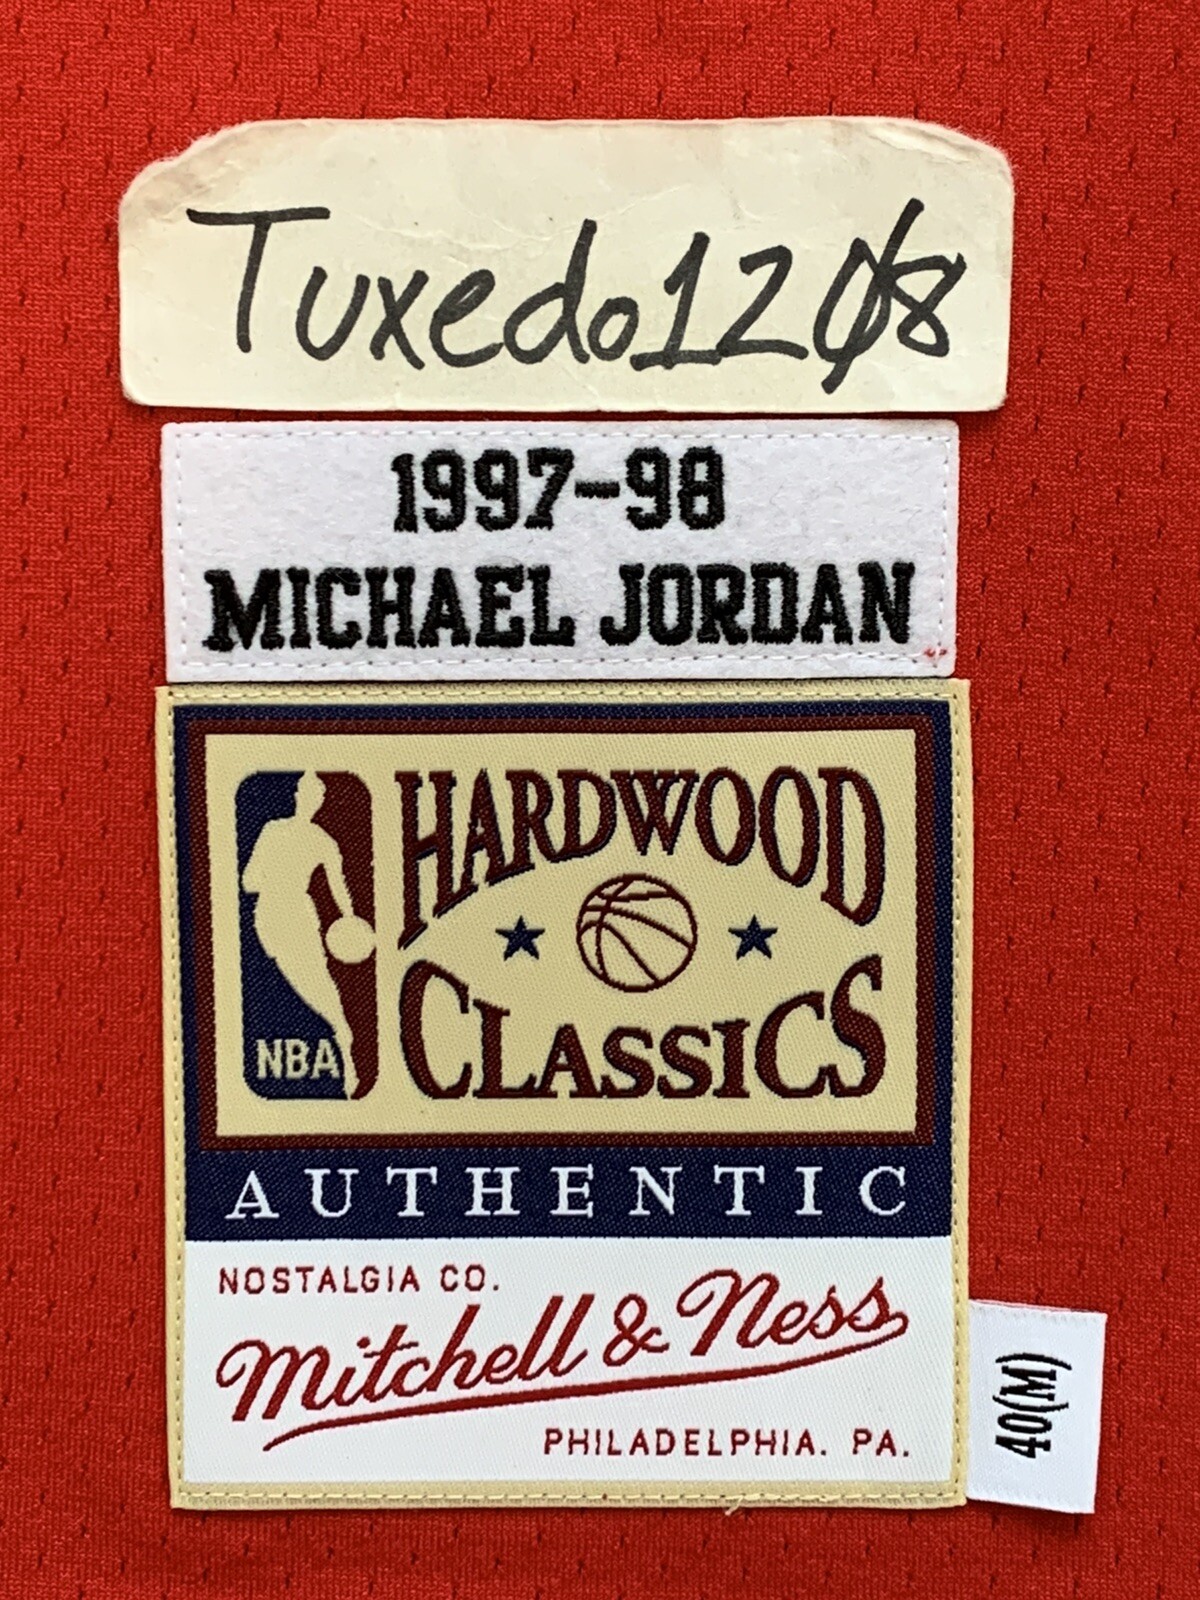 Tuxedo1208
1997-98
MICHAEL JORDAN
HARDWOOD
CLASSICS
NBA
AUTHENTIC
NOSTALGIA CO.
Mitchell & Ness
PHILADELPHIA. PA.
40(M)